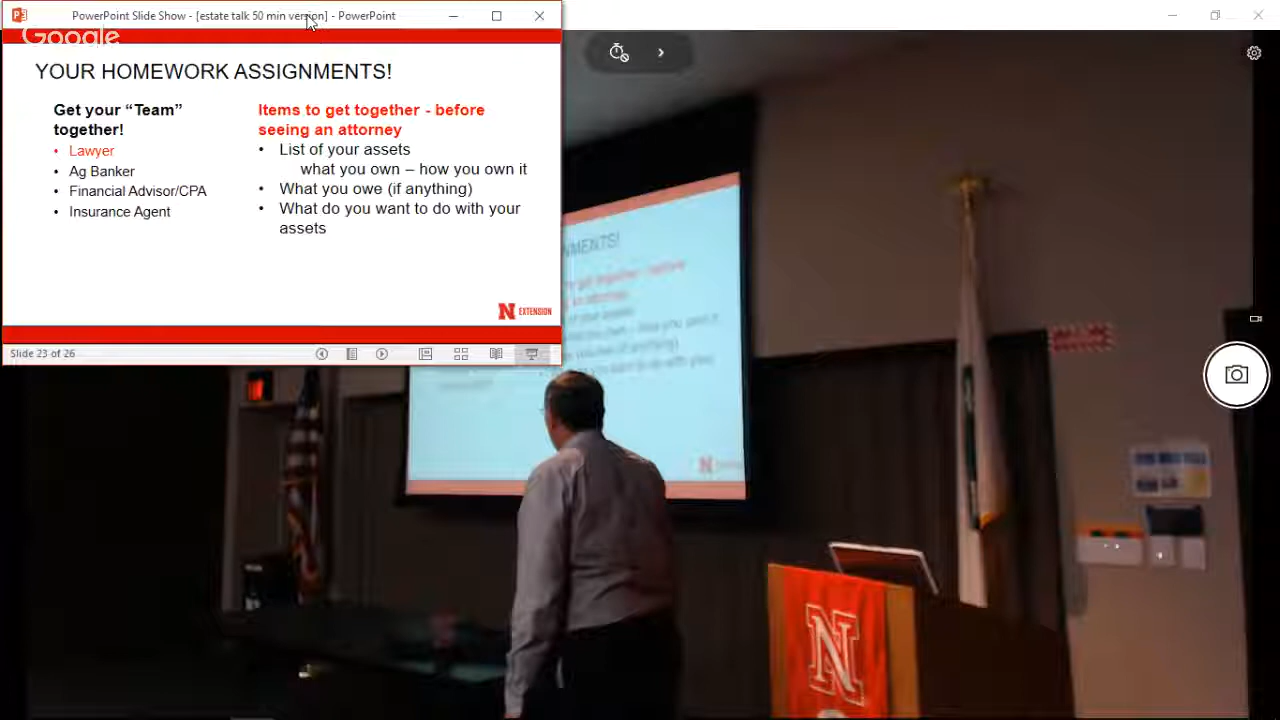 PowerPoint Slide Show - [estate talk 50 min version] - PowerPoint
Google
YOUR HOMEWORK ASSIGNMENTS!
Get your “Team”
together!
• Lawyer
• Ag Banker
• Financial Advisor/CPA
• Insurance Agent
Items to get together - before
seeing an attorney
• List of your assets
what you own – how you own it
• What you owe (if anything)
• What do you want to do with your
assets
N EXTENSION
Slide 23 of 26
NMENTS!
N
N